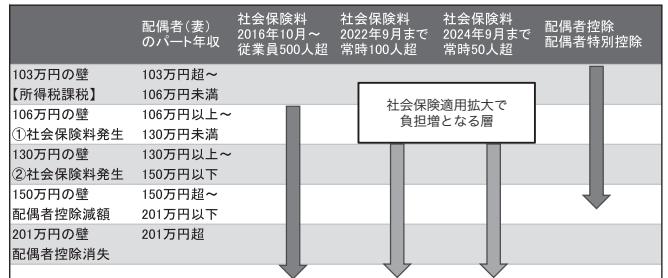 配偶者（妻）
のパート年収
社会保険料
2016年10月～
従業員500人超
社会保険料
2022年9月まで
常時100人超
社会保険料
2024年9月まで
常時50人超
配偶者控除
配偶者特別控除
103万円の壁
【所得税課税】
103万円超～
106万円未満
106万円の壁
①社会保険料発生
106万円以上～
130万円未満
130万円の壁
②社会保険料発生
130万円以上～
150万円以下
150万円の壁
配偶者控除減額
150万円超～
201万円以下
201万円の壁
配偶者控除消失
201万円超
社会保険適用拡大で
負担増となる層